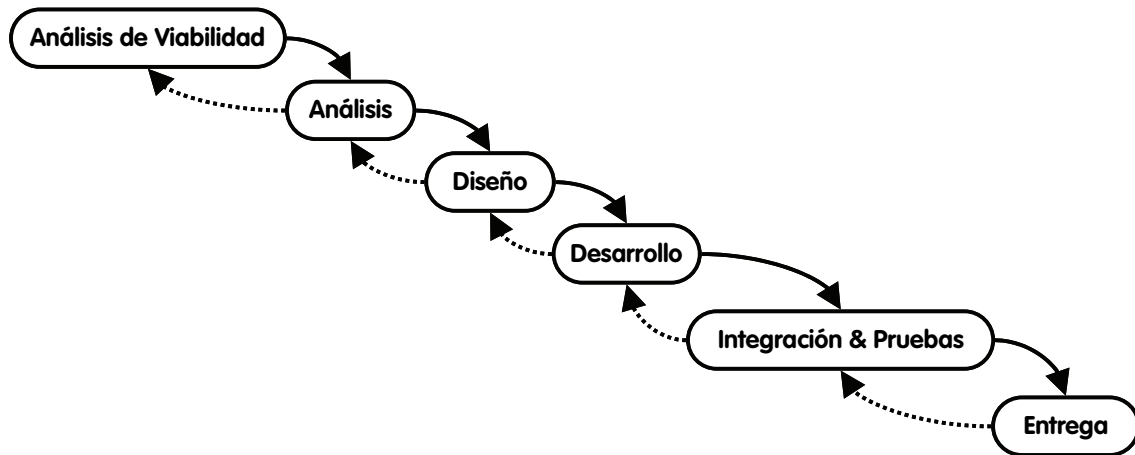 Análisis de Viabilidad
Análisis
Diseño
Desarrollo
Integración & Pruebas
Entrega